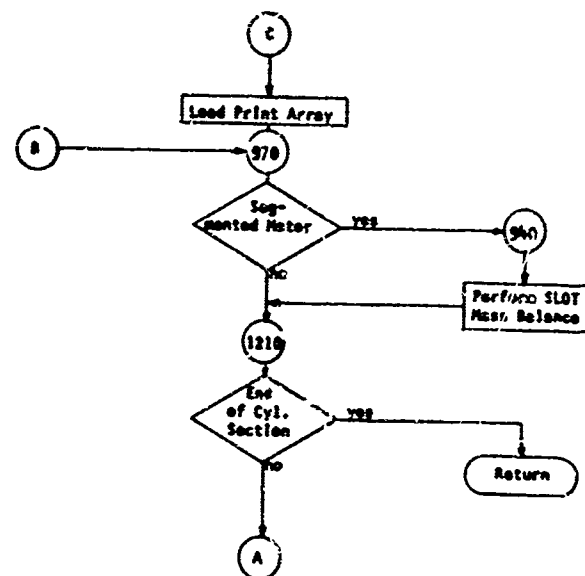 C
Load Print Array
B
970
Seg-
mented Motor
yes
940
no
Perform SLOT
Mass Balance
1210
End
of Cyl.
Section
yes
no
Return
A